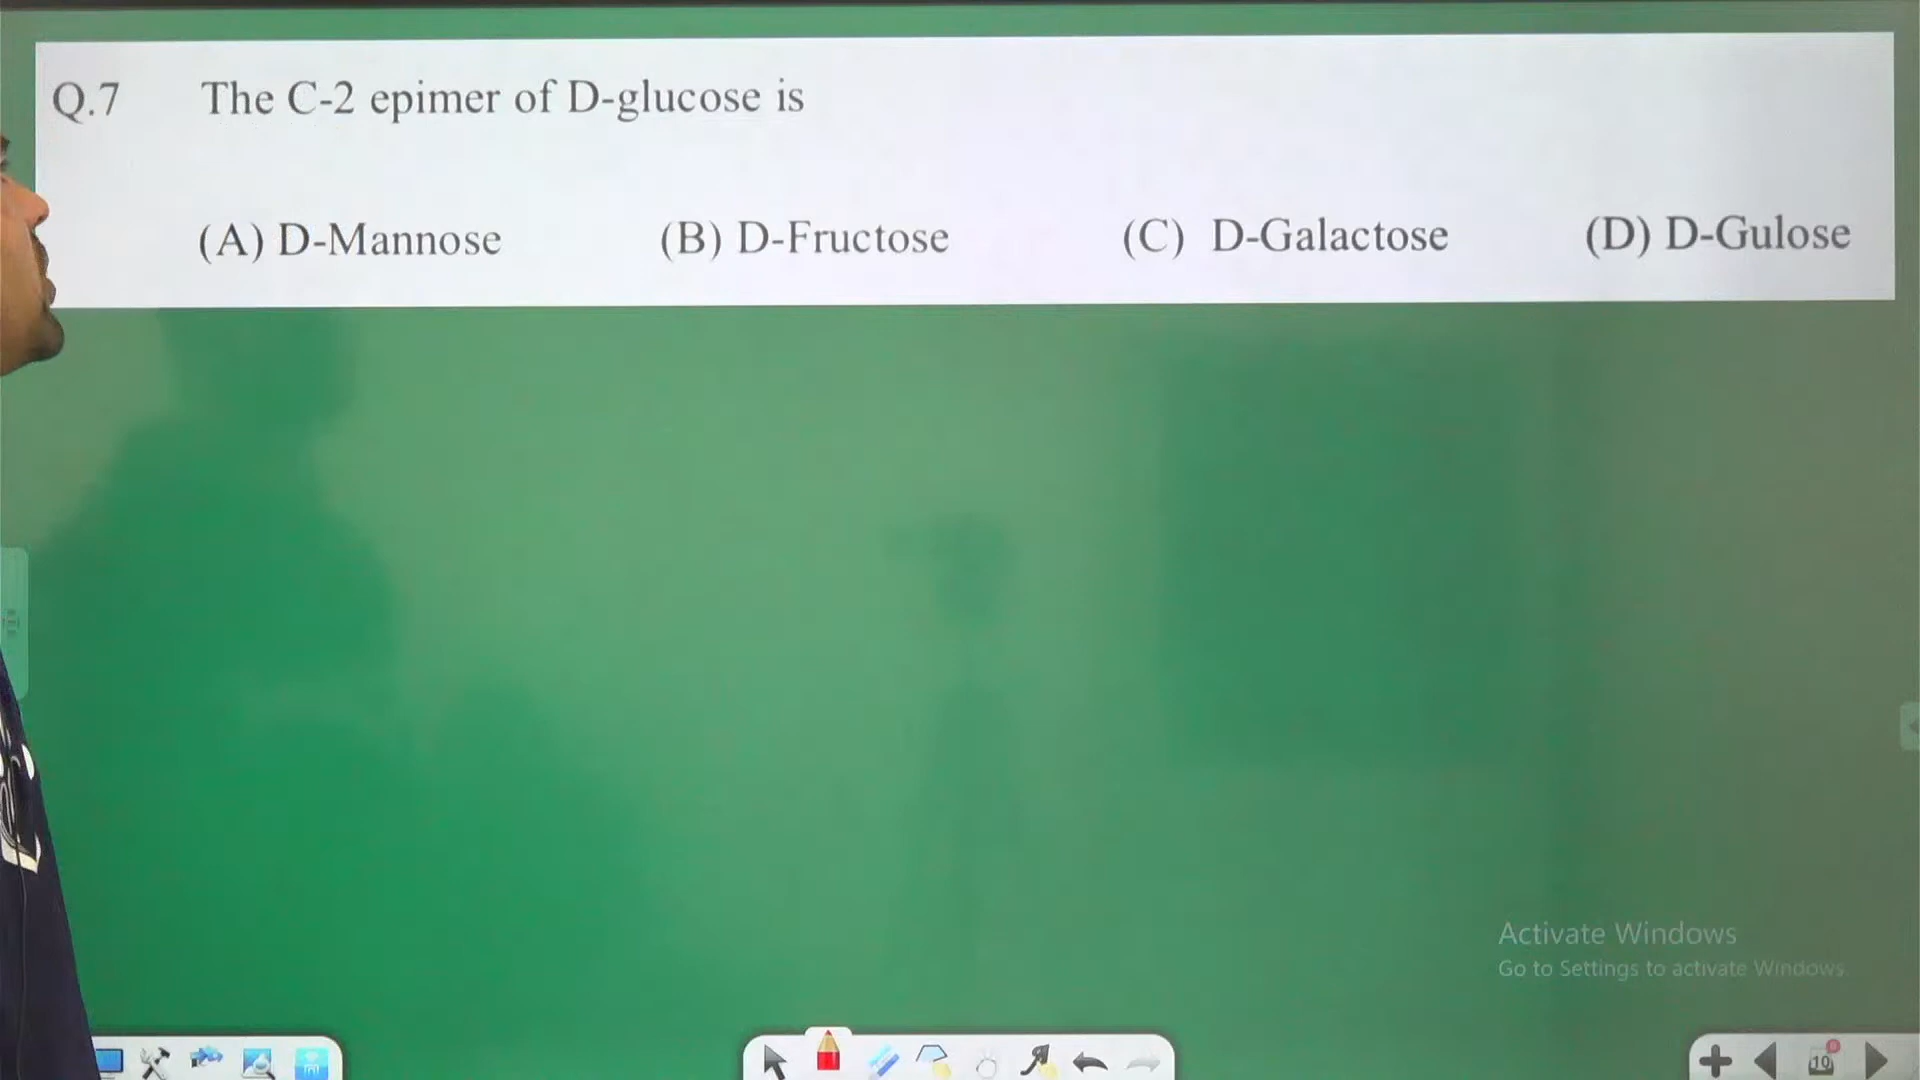 Q.7 The C-2 epimer of D-glucose is
(A) D-Mannose (B) D-Fructose (C) D-Galactose (D) D-Gulose
Activate Windows
Go to Settings to activate Windows.
10